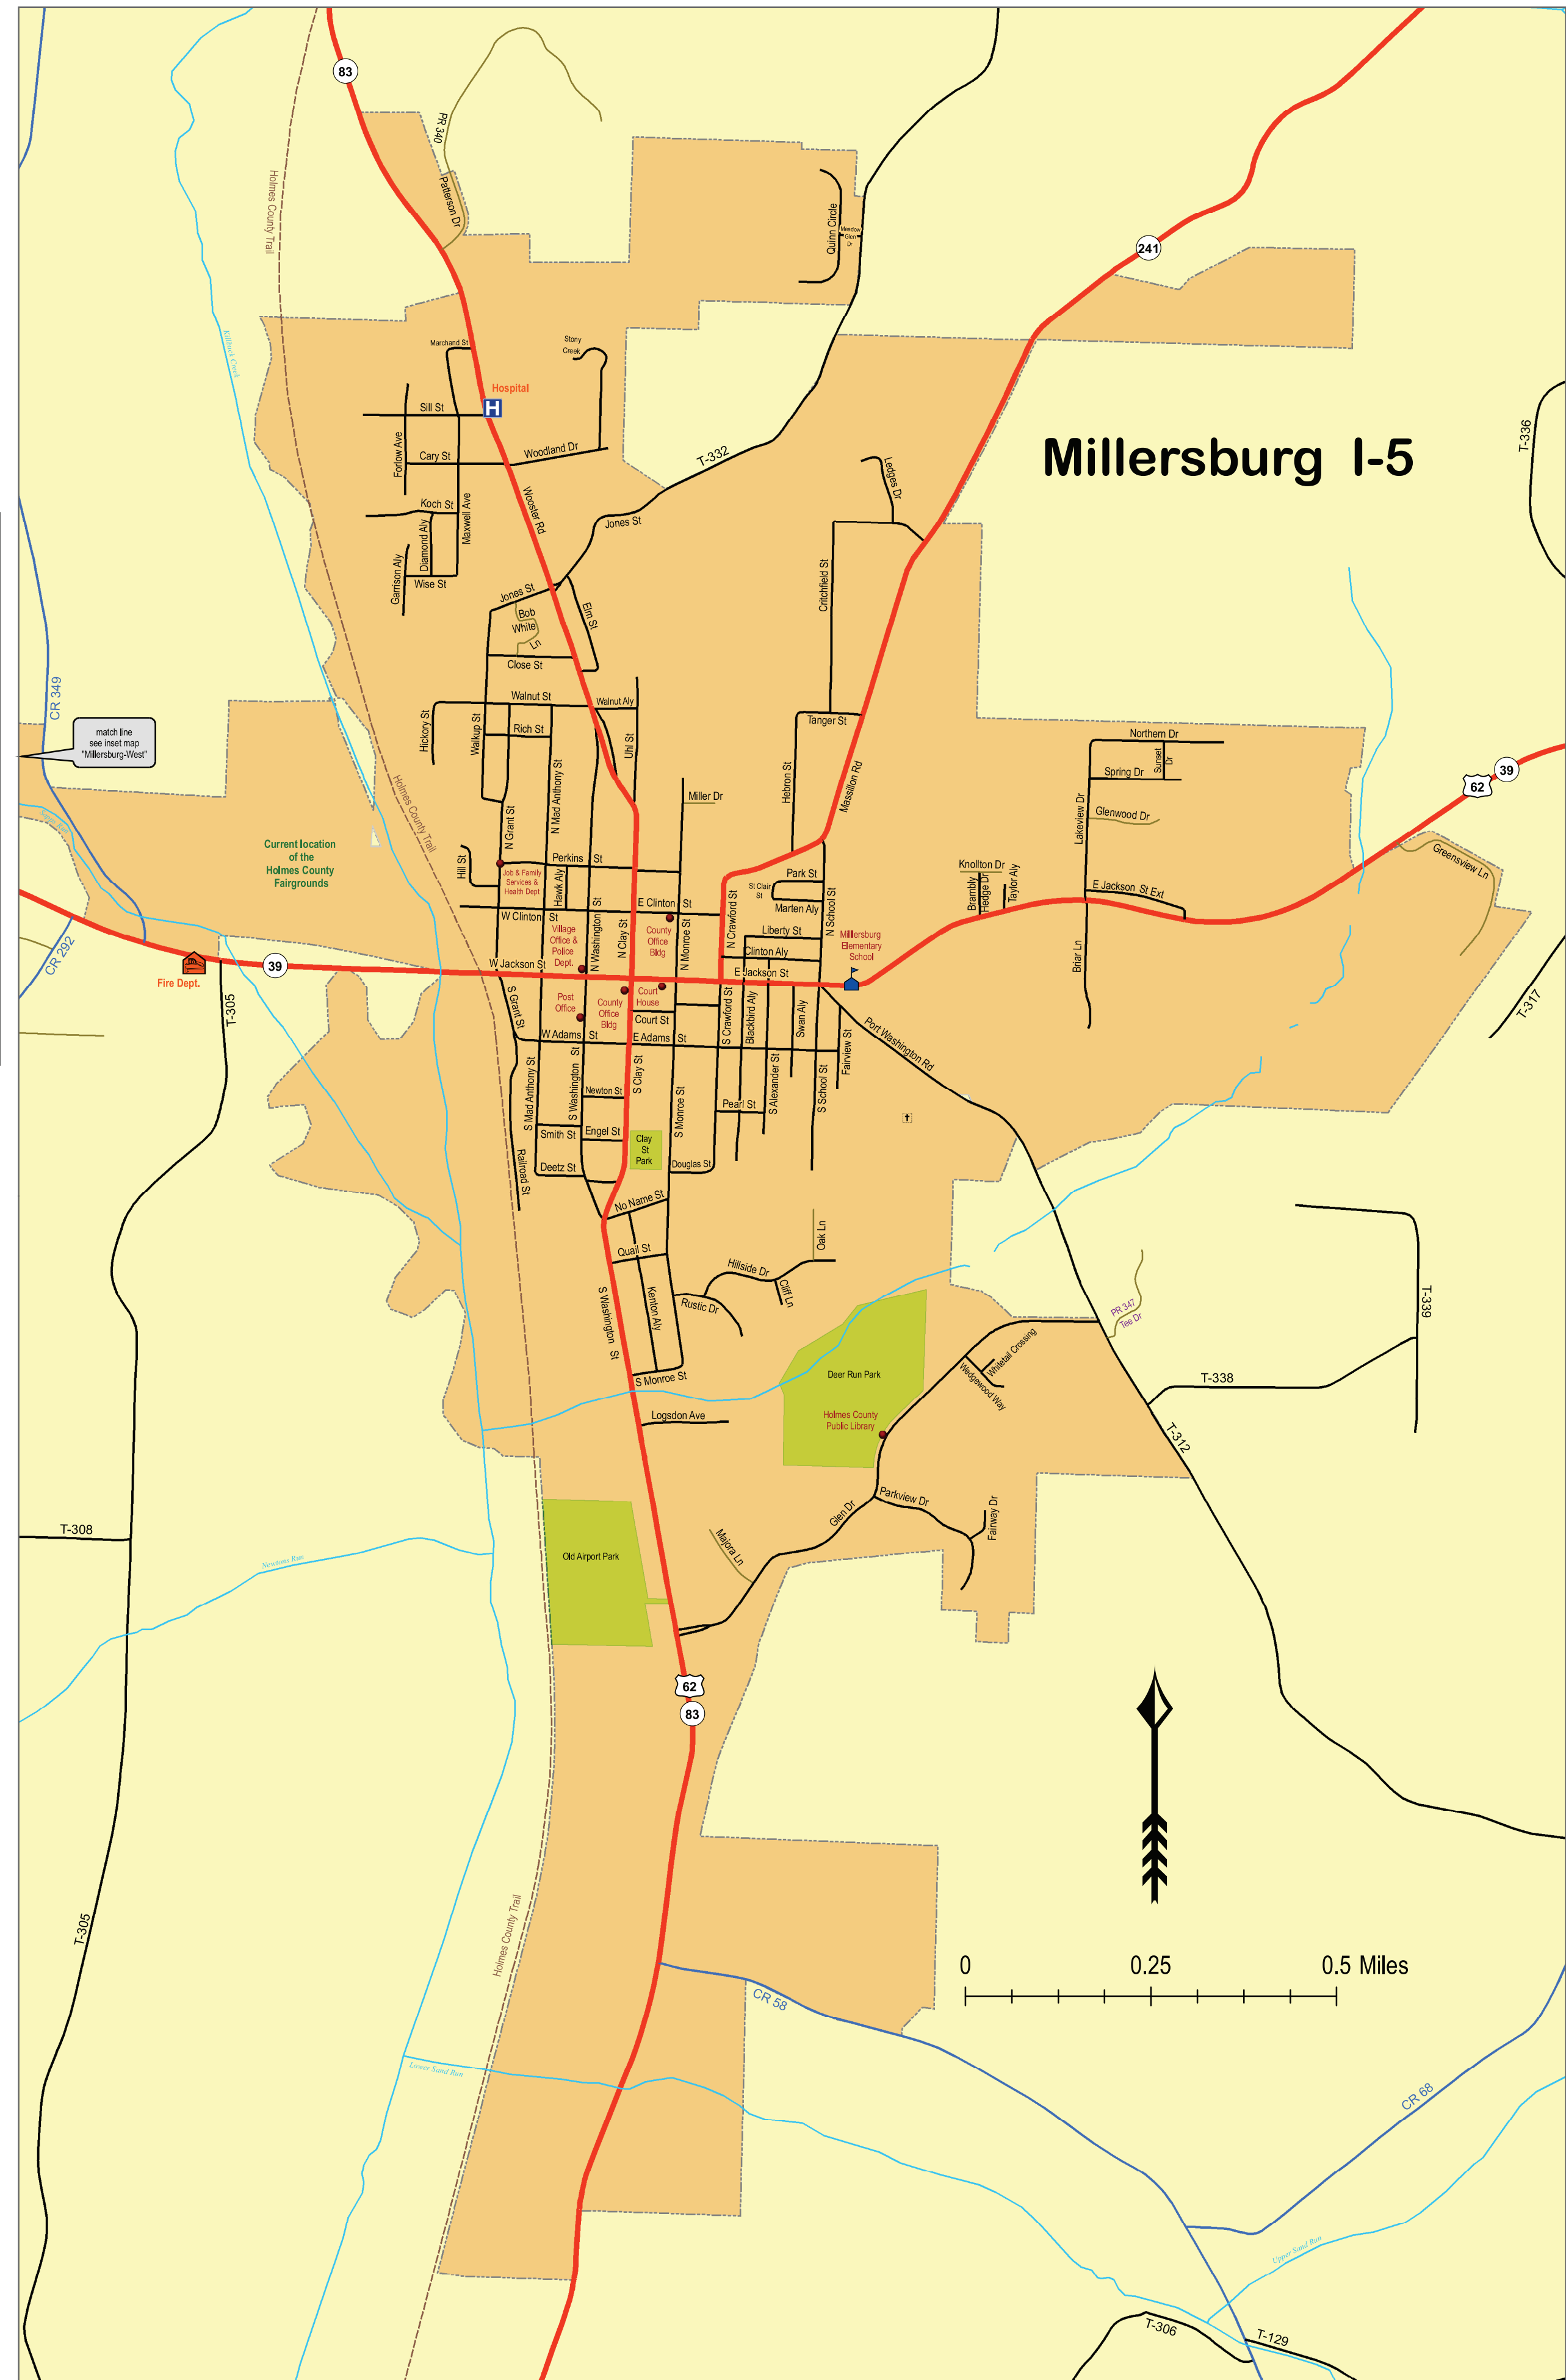 83
PR 340
Patterson Dr
Holmes County Trail
Quinn Circle
Meadow
Glen
Dr
241
Killbuck Creek
Marchand St
Stony
Creek
Hospital
H
Sill St
Forlow Ave
Cary St
Woodland Dr
T-332
Millersburg I-5
T-336
Ledges Dr
Koch St
Diamond Aly
Maxwell Ave
Wooster Rd
Jones St
Garrison Aly
Wise St
Jones St
Bob
White
Ln
Elm St
Critchfield St
Close St
CR 349
match line
see inset map
"Millersburg-West"
Walnut St
Walnut Aly
Hickory St
Walkup St
Rich St
Uhl St
Tanger St
Northern Dr
Sunset
Dr
Spring Dr
39
62
N Mad Anthony St
Miller Dr
Hebron St
Massillon Rd
Lakeview Dr
Glenwood Dr
Holmes County Trail
N Grant St
Current location
of the
Holmes County
Fairgrounds
Hill St
Perkins St
Job & Family
Services &
Health Dept
Hawk Aly
Park St
St Clair
St
Marten Aly
Knollton Dr
Brambly
Hedge Dr
Taylor Aly
E Jackson St Ext
Greensview Ln
W Clinton St
E Clinton St
N Washington St
N Clay St
N Monroe St
N Crawford St
N School St
Village
Office &
Police
Dept.
County
Office
Bldg
Liberty St
Clinton Aly
Millersburg
Elementary
School
Briar Ln
CR 292
Fire Dept.
39
W Jackson St
E Jackson St
T-305
S Grant St
Post
Office
County
Office
Bldg
Court
House
Court St
S Crawford St
Blackbird Aly
Swan Aly
Fairview St
Port Washington Rd
T-317
W Adams St
E Adams St
S Mad Anthony St
S Washington St
S Clay St
Newton St
S Monroe St
Pearl St
S Alexander St
S School St
Smith St
Engel St
Clay
St
Park
Railroad St
Deetz St
Douglas St
No Name St
Quail St
Oak Ln
Hillside Dr
Cliff Ln
S Washington St
Kenton Aly
Rustic Dr
PR 347
Tee Dr
T-339
Whitetail Crossing
Wedgewood Way
S Monroe St
Deer Run Park
T-338
Logsdon Ave
Holmes County
Public Library
T-312
Parkview Dr
Glen Dr
Fairway Dr
T-308
Newtons Run
Old Airport Park
Majora Ln
62
83
Holmes County Trail
T-305
0 0.25 0.5 Miles
CR 58
Lower Sand Run
CR 68
Upper Sand Run
T-306
T-129